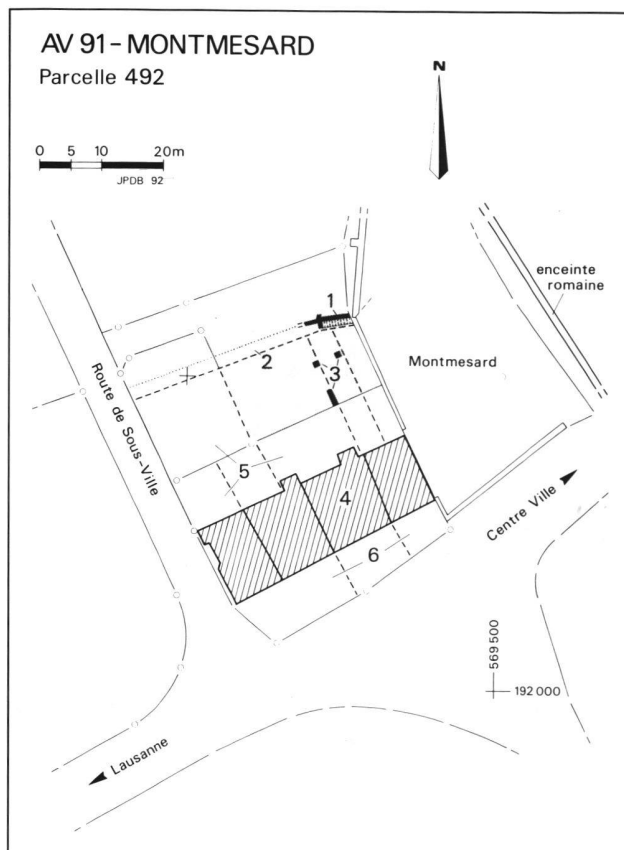 AV 91 - MONTMESARD
Parcelle 492
N
0 5 10 20m
JPDB 92
enceinte
romaine
1
2
3
Montmesard
Route de Sous-Ville
5
4
Centre Ville
6
569 500
192 000
Lausanne